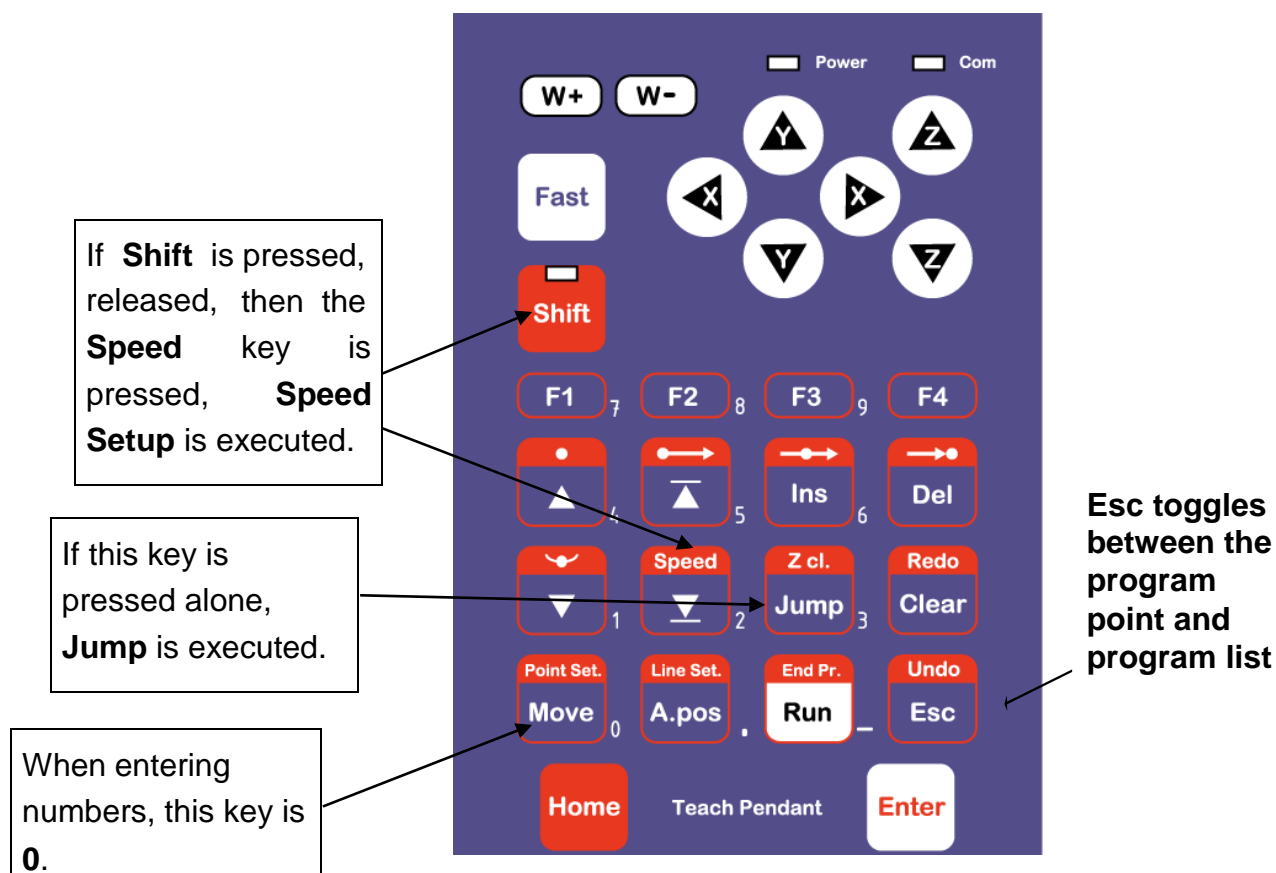 Power
Com
W+
W-
Y
Z
Fast
X
X
Y
Z
If Shift is pressed,
released, then the
Speed key is
pressed, Speed
Setup is executed.
Shift
F1 7
F2 8
F3 9
F4
4
5
Ins 6
Del
If this key is
pressed alone,
Jump is executed.
1
Speed
2
Z cl.
Jump 3
Redo
Clear
Esc toggles
between the
program
point and
program list
Point Set.
Move 0
Line Set.
A.pos .
End Pr.
Run -
Undo
Esc
When entering
numbers, this key is
0.
Home
Teach Pendant
Enter